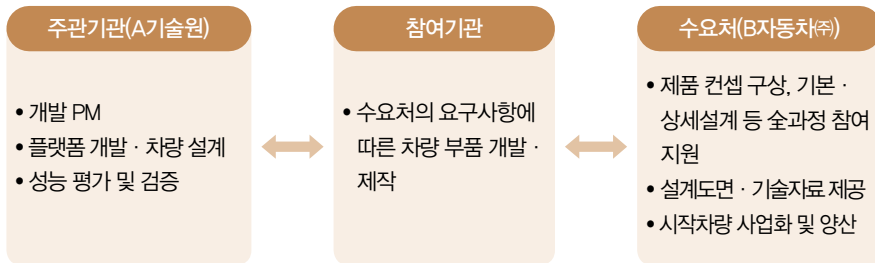 주관기관(A기술원)
• 개발 PM
• 플랫폼 개발 · 차량 설계
• 성능 평가 및 검증
참여기관
• 수요처의 요구사항에
따른 차량 부품 개발 ·
제작
수요처(B자동차㈜)
• 제품 컨셉 구상, 기본 ·
상세설계 등 全과정 참여
지원
• 설계도면 · 기술자료 제공
• 시작차량 사업화 및 양산